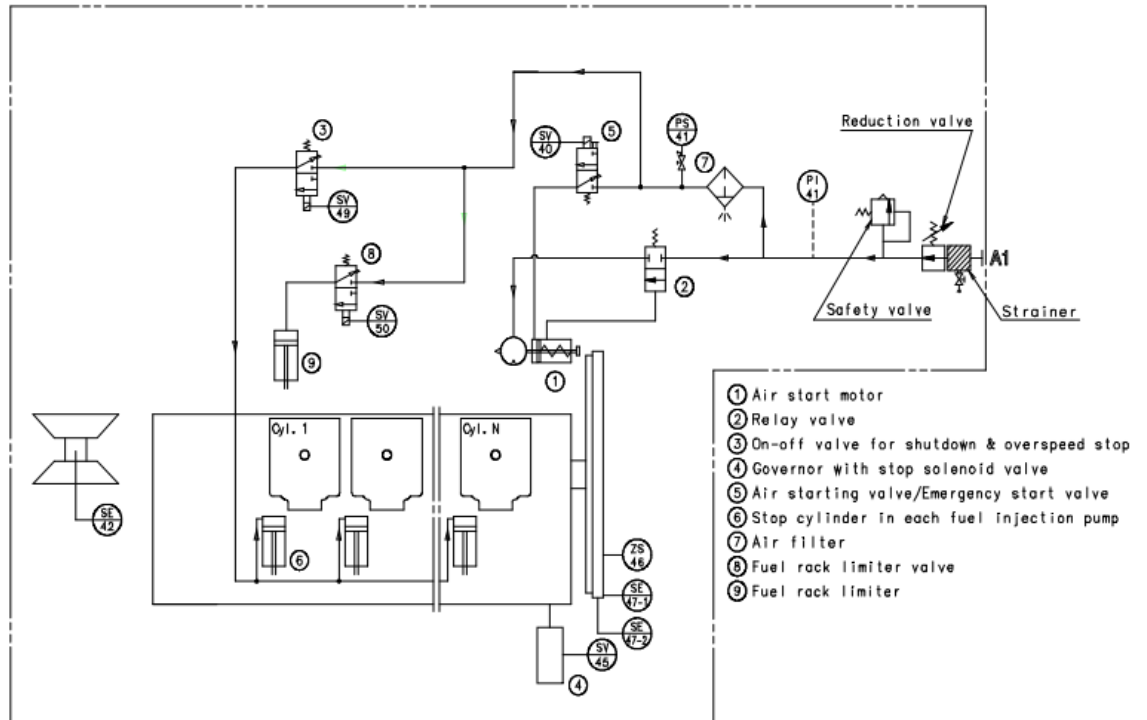 3
SV
40
5
PS
41
7
Reduction valve
PI
41
SV
49
8
A1
2
Safety valve
Strainer
SV
50
9
1
Cyl. 1
Cyl. N
SE
42
6
ZS
46
SE
47-1
SE
47-2
SV
45
4
1 Air start motor
2 Relay valve
3 On-off valve for shutdown & overspeed stop
4 Governor with stop solenoid valve
5 Air starting valve/Emergency start valve
6 Stop cylinder in each fuel injection pump
7 Air filter
8 Fuel rack limiter valve
9 Fuel rack limiter